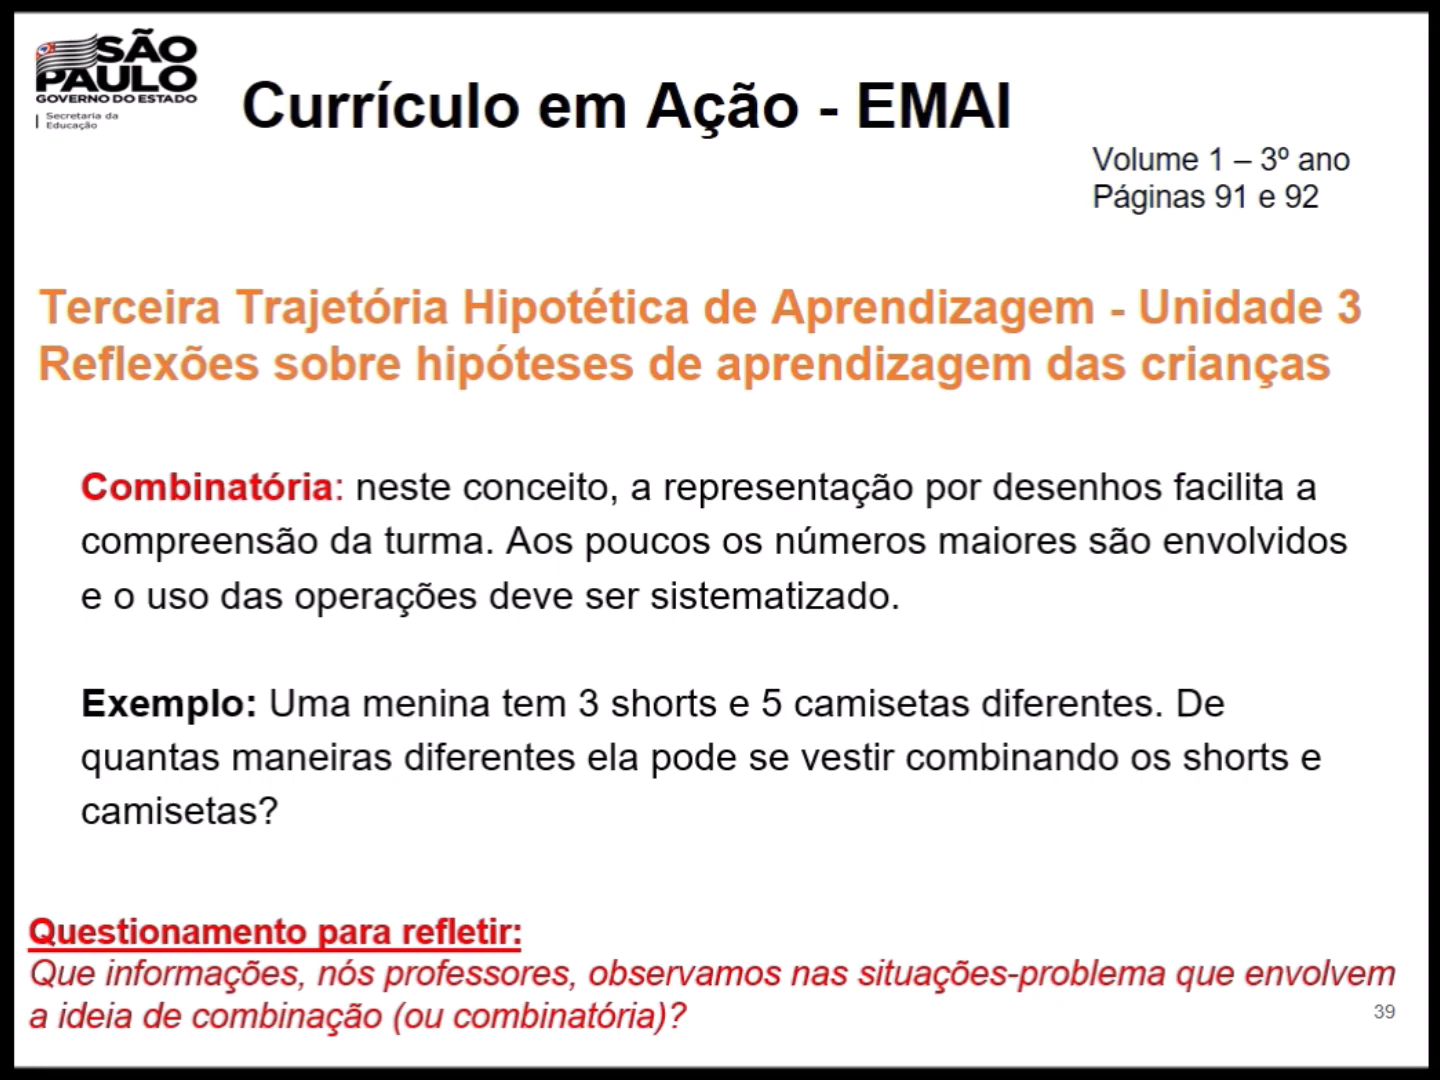 SÃO
PAULO
GOVERNO DO ESTADO
Secretaria da
Educação
Currículo em Ação - EMAI
Volume 1 – 3º ano
Páginas 91 e 92
Terceira Trajetória Hipotética de Aprendizagem - Unidade 3
Reflexões sobre hipóteses de aprendizagem das crianças
Combinatória: neste conceito, a representação por desenhos facilita a
compreensão da turma. Aos poucos os números maiores são envolvidos
e o uso das operações deve ser sistematizado.
Exemplo: Uma menina tem 3 shorts e 5 camisetas diferentes. De
quantas maneiras diferentes ela pode se vestir combinando os shorts e
camisetas?
Questionamento para refletir:
Que informações, nós professores, observamos nas situações-problema que envolvem
a ideia de combinação (ou combinatória)?
39